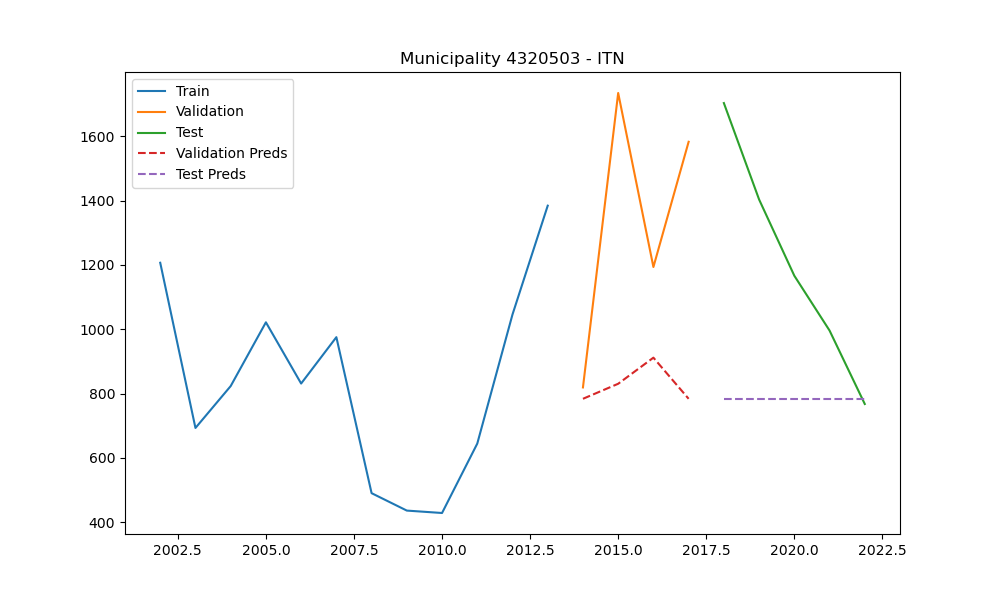 Municipality 4320503 - ITN
Train
Validation
Test
Validation Preds
Test Preds
1600
1400
1200
1000
800
600
400
2002.5 2005.0 2007.5 2010.0 2012.5 2015.0 2017.5 2020.0 2022.5